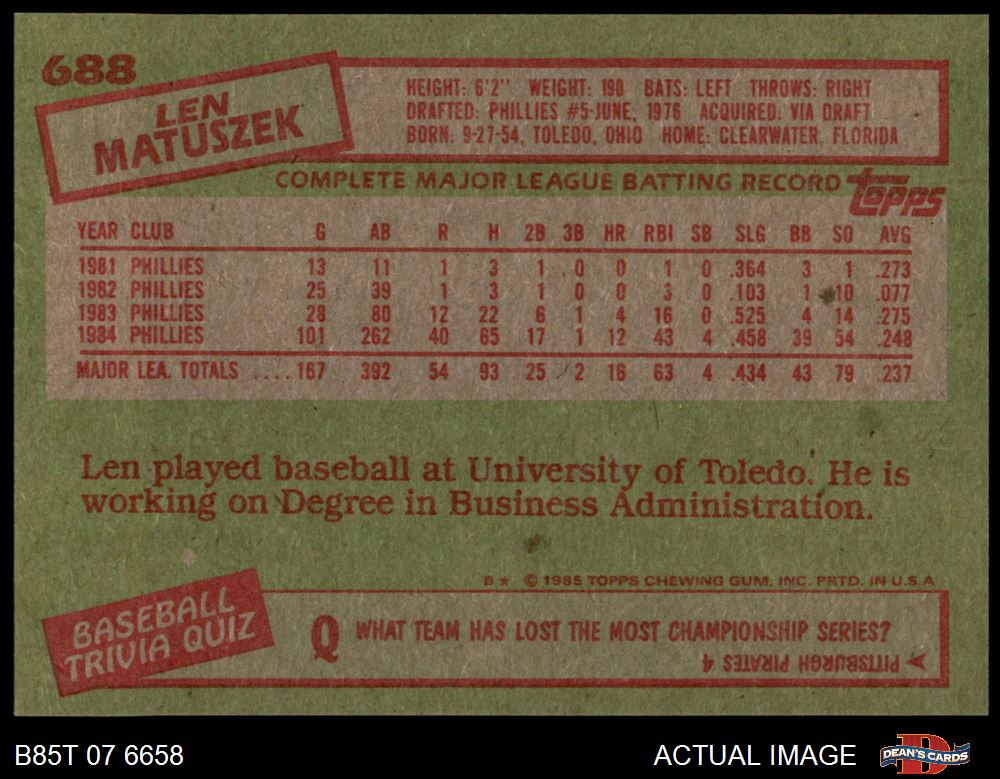 688
LEN
MATUSZEK
HEIGHT: 6'2'' WEIGHT: 190 BATS: LEFT THROWS: RIGHT
DRAFTED: PHILLIES #5-JUNE, 1976 ACQUIRED: VIA DRAFT
BORN: 9-27-54, TOLEDO, OHIO HOME: CLEARWATER, FLORIDA
COMPLETE MAJOR LEAGUE BATTING RECORD topps
YEAR CLUB G AB R H 2B 3B HR RBI SB SLG BB SO AVG
1981 PHILLIES 13 11 1 3 1 0 0 1 0 .364 3 1 .273
1982 PHILLIES 25 39 1 3 1 0 0 3 0 .103 1 10 .077
1983 PHILLIES 28 80 12 22 6 1 4 16 0 .525 4 14 .275
1984 PHILLIES 101 262 40 65 17 1 12 43 4 .458 39 54 .248
MAJOR LEA. TOTALS ....167 392 54 93 25 2 16 63 4 .434 43 79 .237
Len played baseball at University of Toledo. He is
working on Degree in Business Administration.
B* © 1985 TOPPS CHEWING GUM, INC. PRTD. IN U.S.A
BASEBALL
TRIVIA QUIZ
Q WHAT TEAM HAS LOST THE MOST CHAMPIONSHIP SERIES?
PITTSBURGH PIRATES 4
B85T 07 6658 ACTUAL IMAGE D DEAN'S CARDS